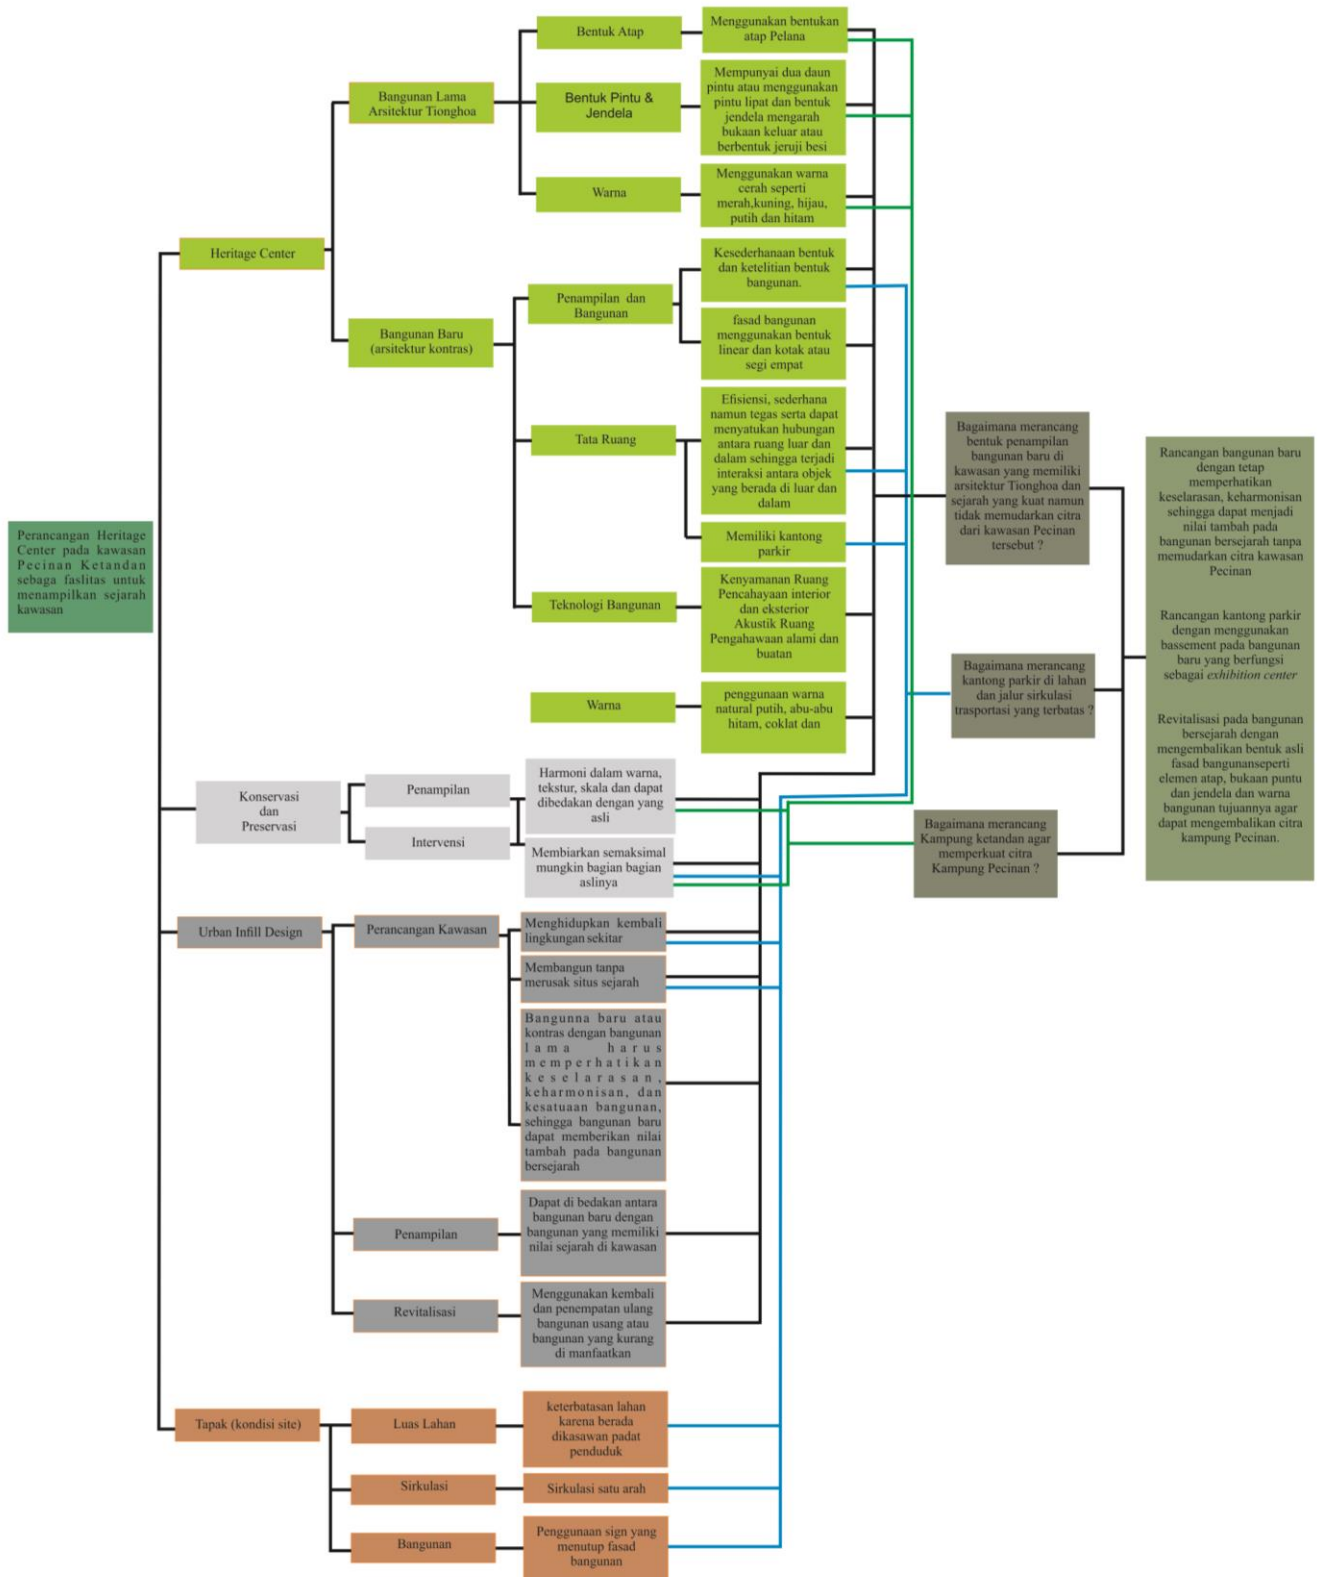 Perancangan Heritage
Center pada kawasan
Pecinan Ketandan
sebaga faslitas untuk
menampilkan sejarah
kawasan
Heritage Center
Bangunan Lama
Arsitektur Tionghoa
Bentuk Atap
Menggunakan bentukan
atap Pelana
Bentuk Pintu &
Jendela
Mempunyai dua daun
pintu atau menggunakan
pintu lipat dan bentuk
jendela mengarah
bukaan keluar atau
berbentuk jeruji besi
Warna
Menggunakan warna
cerah seperti
merah,kuning, hijau,
putih dan hitam
Bangunan Baru
(arsitektur kontras)
Penampilan dan
Bangunan
Kesederhanaan bentuk
dan ketelitian bentuk
bangunan.
fasad bangunan
menggunakan bentuk
linear dan kotak atau
segi empat
Tata Ruang
Efisiensi, sederhana
namun tegas serta dapat
menyatukan hubungan
antara ruang luar dan
dalam sehingga terjadi
interaksi antara objek
yang berada di luar dan
dalam
Memiliki kantong
parkir
Teknologi Bangunan
Kenyamanan Ruang
Pencahayaan interior
dan eksterior
Akustik Ruang
Pengahawaan alami dan
buatan
Warna
penggunaan warna
natural putih, abu-abu
hitam, coklat dan
Konservasi
dan
Preservasi
Penampilan
Intervensi
Harmoni dalam warna,
tekstur, skala dan dapat
dibedakan dengan yang
asli
Membiarkan semaksimal
mungkin bagian bagian
aslinya
Urban Infill Design
Perancangan Kawasan
Menghidupkan kembali
lingkungan sekitar
Membangun tanpa
merusak situs sejarah
Bangunna baru atau
kontras dengan bangunan
lama harus
memperhatikan
keselarasan,
keharmonisan, dan
kesatuaan bangunan,
sehingga bangunan baru
dapat memberikan nilai
tambah pada bangunan
bersejarah
Penampilan
Dapat di bedakan antara
bangunan baru dengan
bangunan yang memiliki
nilai sejarah di kawasan
Revitalisasi
Menggunakan kembali
dan penempatan ulang
bangunan usang atau
bangunan yang kurang
di manfaatkan
Tapak (kondisi site)
Luas Lahan
keterbatasan lahan
karena berada
dikasawan padat
penduduk
Sirkulasi
Sirkulasi satu arah
Bangunan
Penggunaan sign yang
menutup fasad
bangunan
Bagaimana merancang
bentuk penampilan
bangunan baru di
kawasan yang memiliki
arsitektur Tionghoa dan
sejarah yang kuat namun
tidak memudarkan citra
dari kawasan Pecinan
tersebut ?
Bagaimana merancang
kantong parkir di lahan
dan jalur sirkulasi
trasportasi yang terbatas ?
Bagaimana merancang
Kampung ketandan agar
memperkuat citra
Kampung Pecinan ?
Rancangan bangunan baru
dengan tetap
memperhatikan
keselarasan, keharmonisan
sehingga dapat menjadi
nilai tambah pada
bangunan bersejarah tanpa
memudarkan citra kawasan
Pecinan
Rancangan kantong parkir
dengan menggunakan
bassement pada bangunan
baru yang berfungsi
sebagai exhibition center
Revitalisasi pada bangunan
bersejarah dengan
mengembalikan bentuk asli
fasad bangunanseperti
elemen atap, bukaan puntu
dan jendela dan warna
bangunan tujuannya agar
dapat mengembalikan citra
kampung Pecinan.